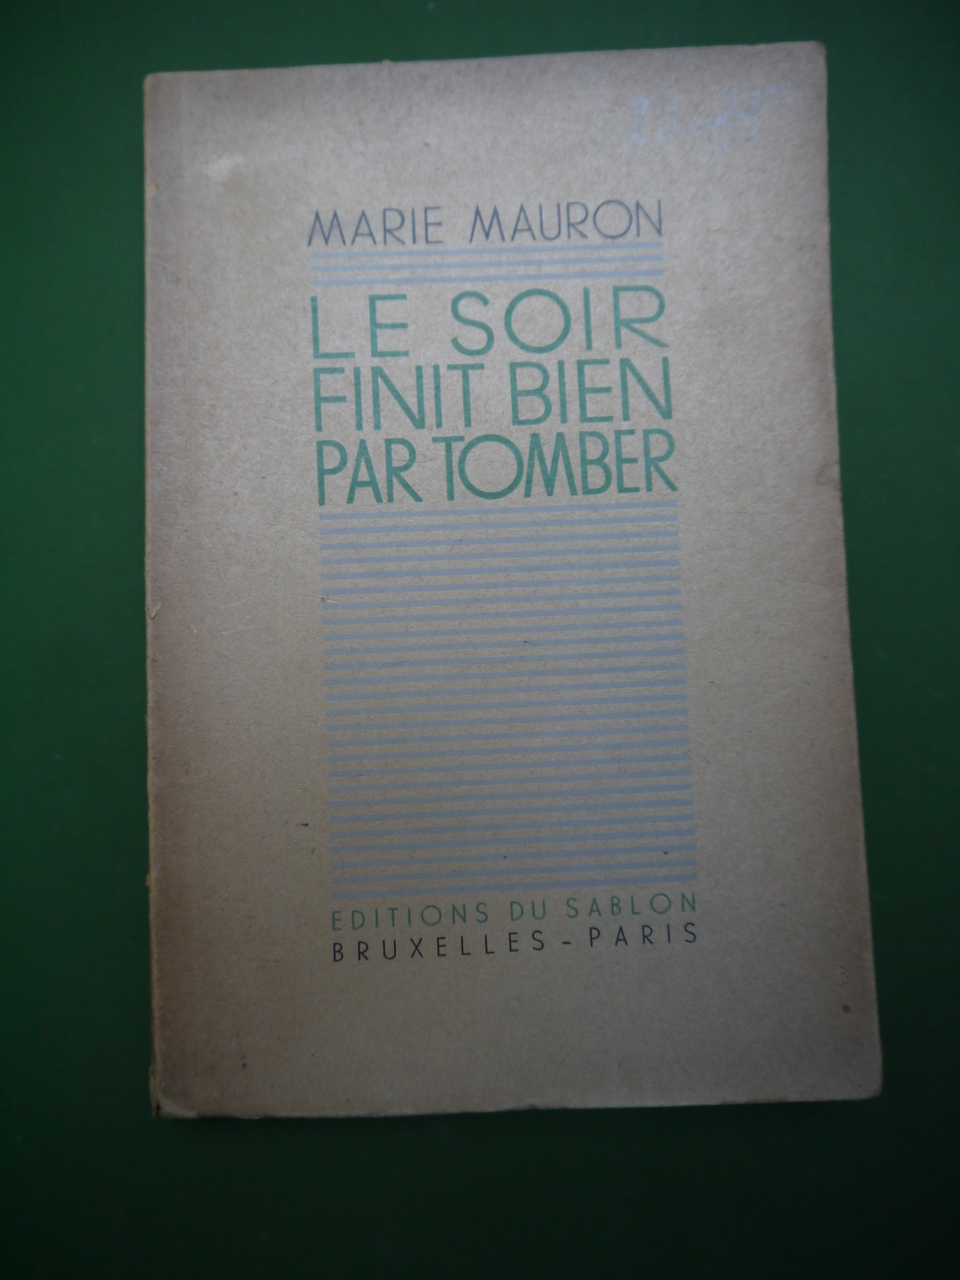 MARIE MAURON
LE SOIR
FINIT BIEN
PAR TOMBER
EDITIONS DU SABLON
BRUXELLES - PARIS